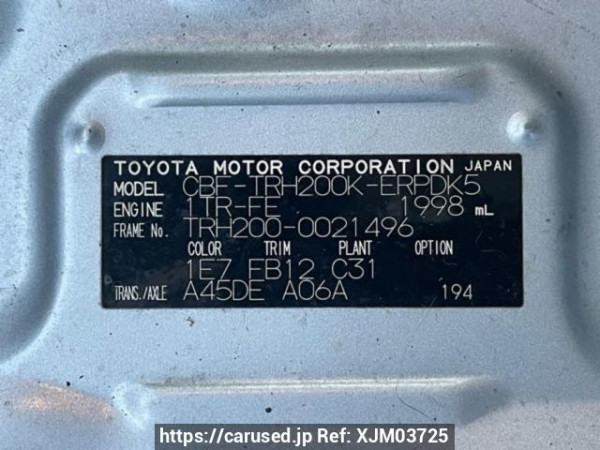 TOYOTA MOTOR CORPORATION JAPAN
MODEL CBF-TRH200K-ERPDK5
ENGINE 1TR-FE 1998 mL
FRAME No. TRH200-0021496
COLOR TRIM PLANT OPTION
1E7 FB12 C31
TRANS./AXLE A45DE A06A 194
https://carused.jp Ref: XJM03725